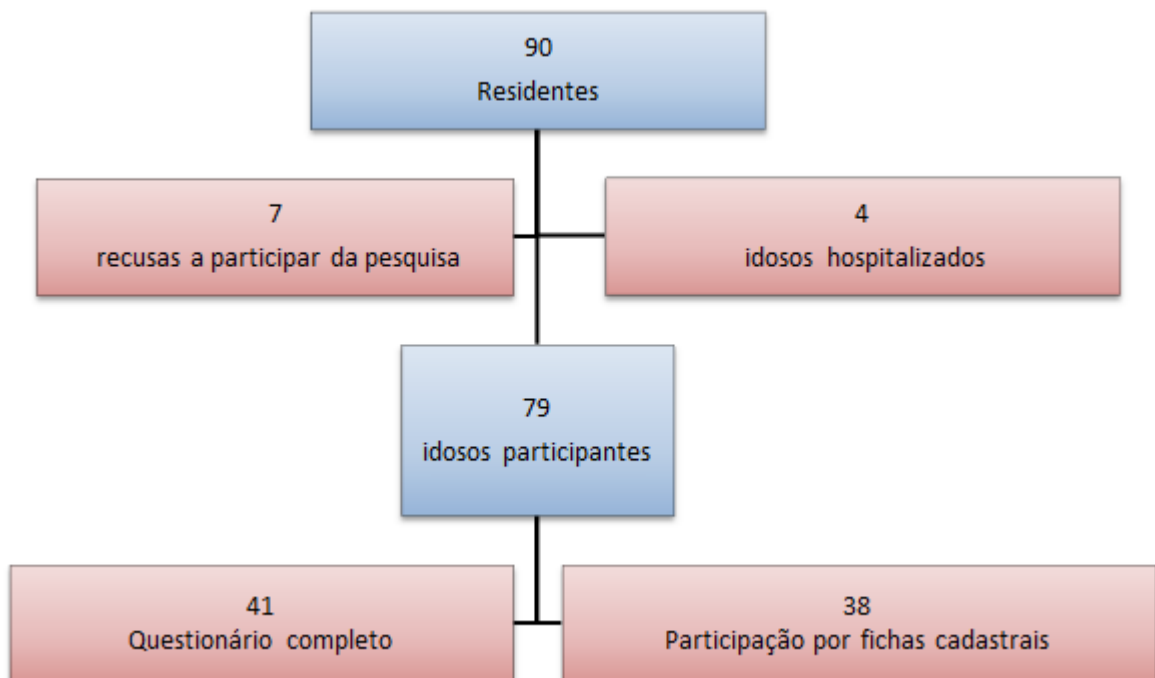 90
Residentes
7
recusas a participar da pesquisa
4
idosos hospitalizados
79
idosos participantes
41
Questionário completo
38
Participação por fichas cadastrais